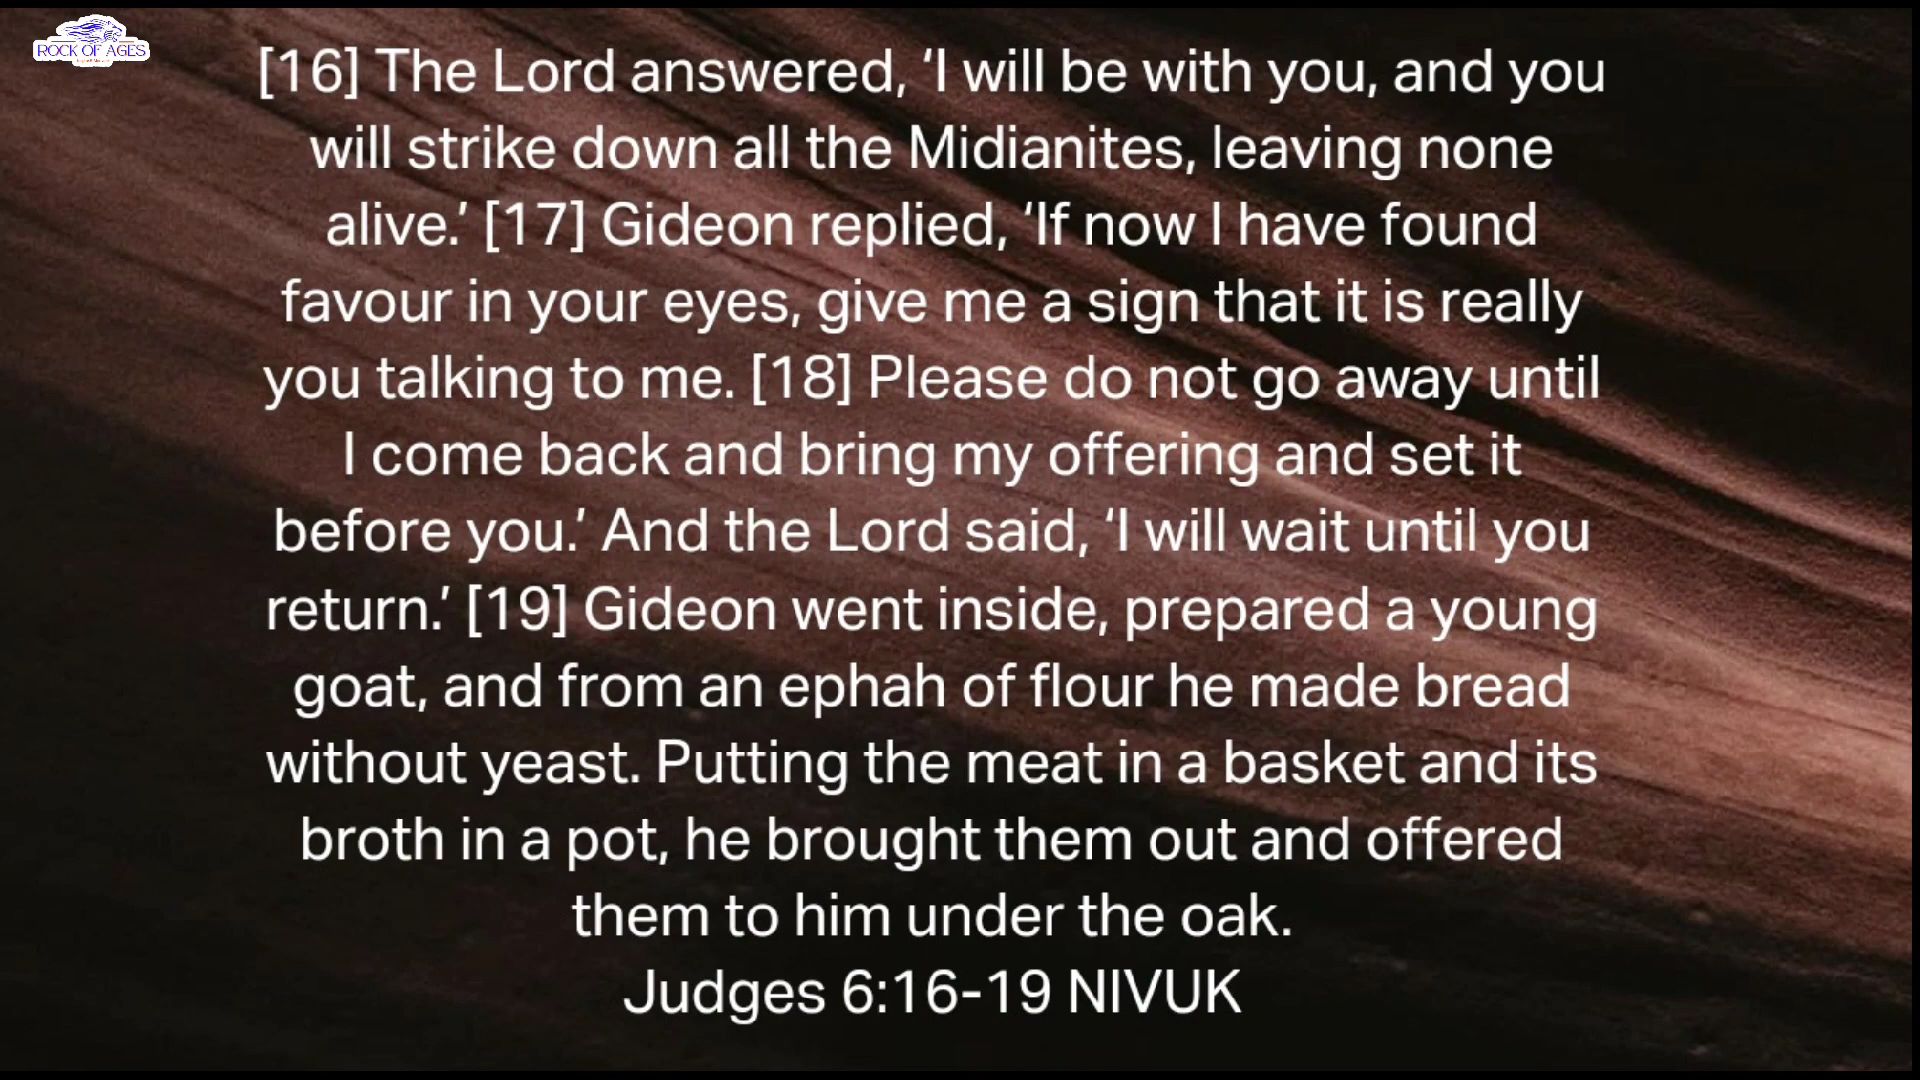 ROCK OF AGES
[16] The Lord answered, ‘I will be with you, and you
will strike down all the Midianites, leaving none
alive.’ [17] Gideon replied, ‘If now I have found
favour in your eyes, give me a sign that it is really
you talking to me. [18] Please do not go away until
I come back and bring my offering and set it
before you.’ And the Lord said, ‘I will wait until you
return.’ [19] Gideon went inside, prepared a young
goat, and from an ephah of flour he made bread
without yeast. Putting the meat in a basket and its
broth in a pot, he brought them out and offered
them to him under the oak.
Judges 6:16-19 NIVUK